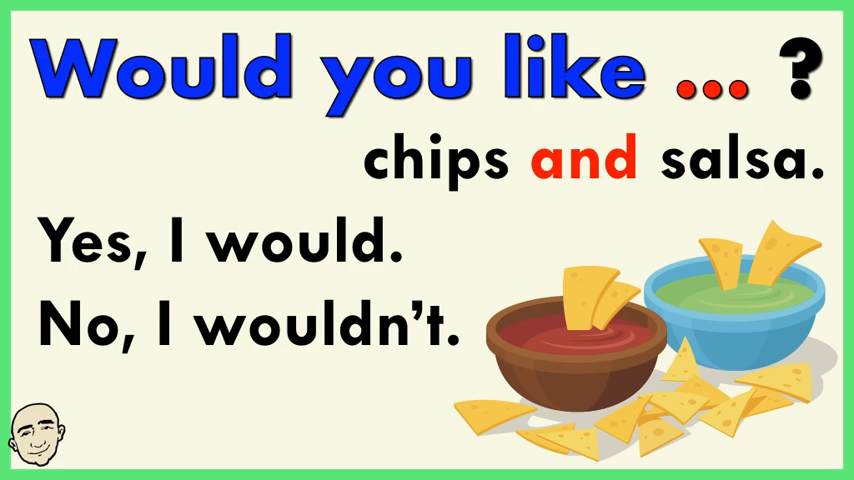 Would you like ... ?
chips and salsa.
Yes, I would.
No, I wouldn't.